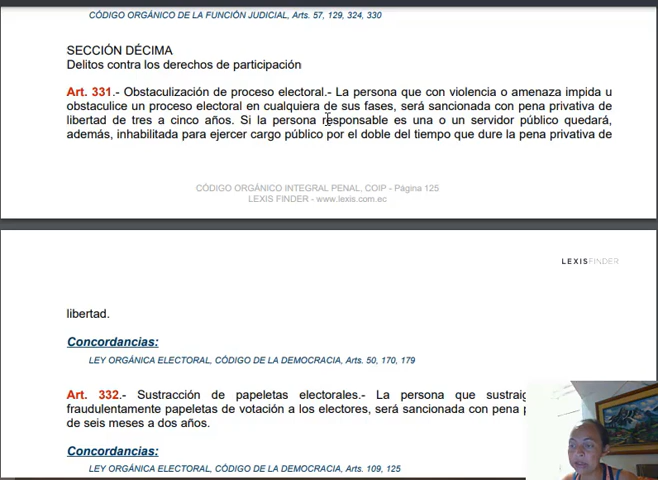 CÓDIGO ORGÁNICO DE LA FUNCIÓN JUDICIAL, Arts. 57, 129, 324, 330
SECCIÓN DÉCIMA
Delitos contra los derechos de participación
Art. 331.- Obstaculización de proceso electoral.- La persona que con violencia o amenaza impida u
obstaculice un proceso electoral en cualquiera de sus fases, será sancionada con pena privativa de
libertad de tres a cinco años. Si la persona responsable es una o un servidor público quedará,
además, inhabilitada para ejercer cargo público por el doble del tiempo que dure la pena privativa de
CÓDIGO ORGÁNICO INTEGRAL PENAL, COIP - Página 125
LEXIS FINDER - www.lexis.com.ec
LEXISFINDER
libertad.
Concordancias:
LEY ORGÁNICA ELECTORAL, CÓDIGO DE LA DEMOCRACIA, Arts. 50, 170, 179
Art. 332.- Sustracción de papeletas electorales.- La persona que
fraudulentamente papeletas de votación a los electores, será sancionada con pena
de seis meses a dos años.
Concordancias:
LEY ORGÁNICA ELECTORAL, CÓDIGO DE LA DEMOCRACIA, Arts. 109, 125